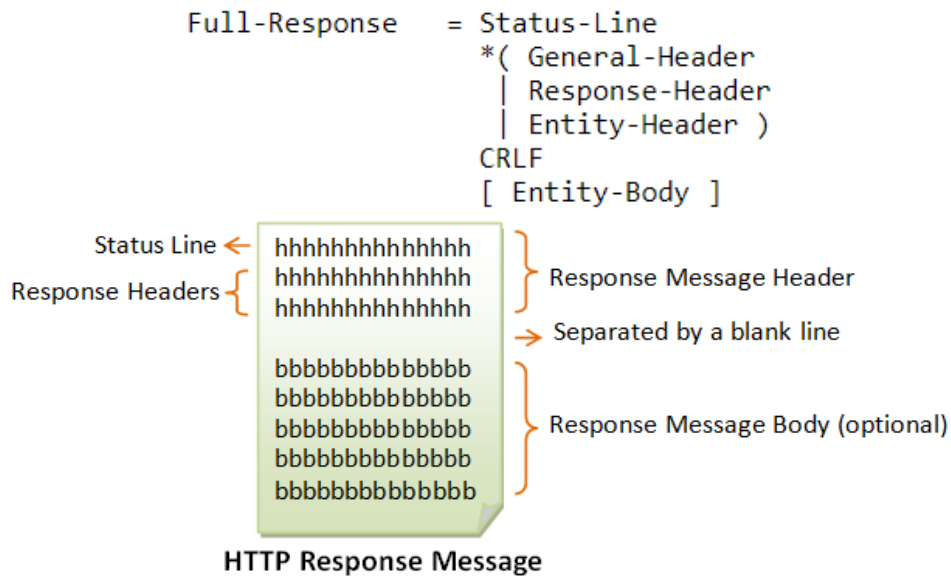 Full-Response = Status-Line
*( General-Header
| Response-Header
| Entity-Header )
CRLF
[ Entity-Body ]
Status Line
hhhhhhhhhhhhhh
Response Headers
hhhhhhhhhhhhhh
hhhhhhhhhhhhhh
Response Message Header
Separated by a blank line
bbbbbbbbbbbbbb
bbbbbbbbbbbbbb
bbbbbbbbbbbbbb
bbbbbbbbbbbbbb
bbbbbbbbbbbbbb
Response Message Body (optional)
HTTP Response Message